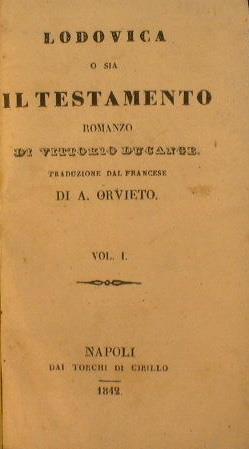 LODOVICA
O SIA
IL TESTAMENTO
ROMANZO
DI VITTORIO DUCANGE.
TRADUZIONE DAL FRANCESE
DI A. ORVIETO.
VOL. I.
NAPOLI
DAI TORCHI DI CIRILLO
1842.